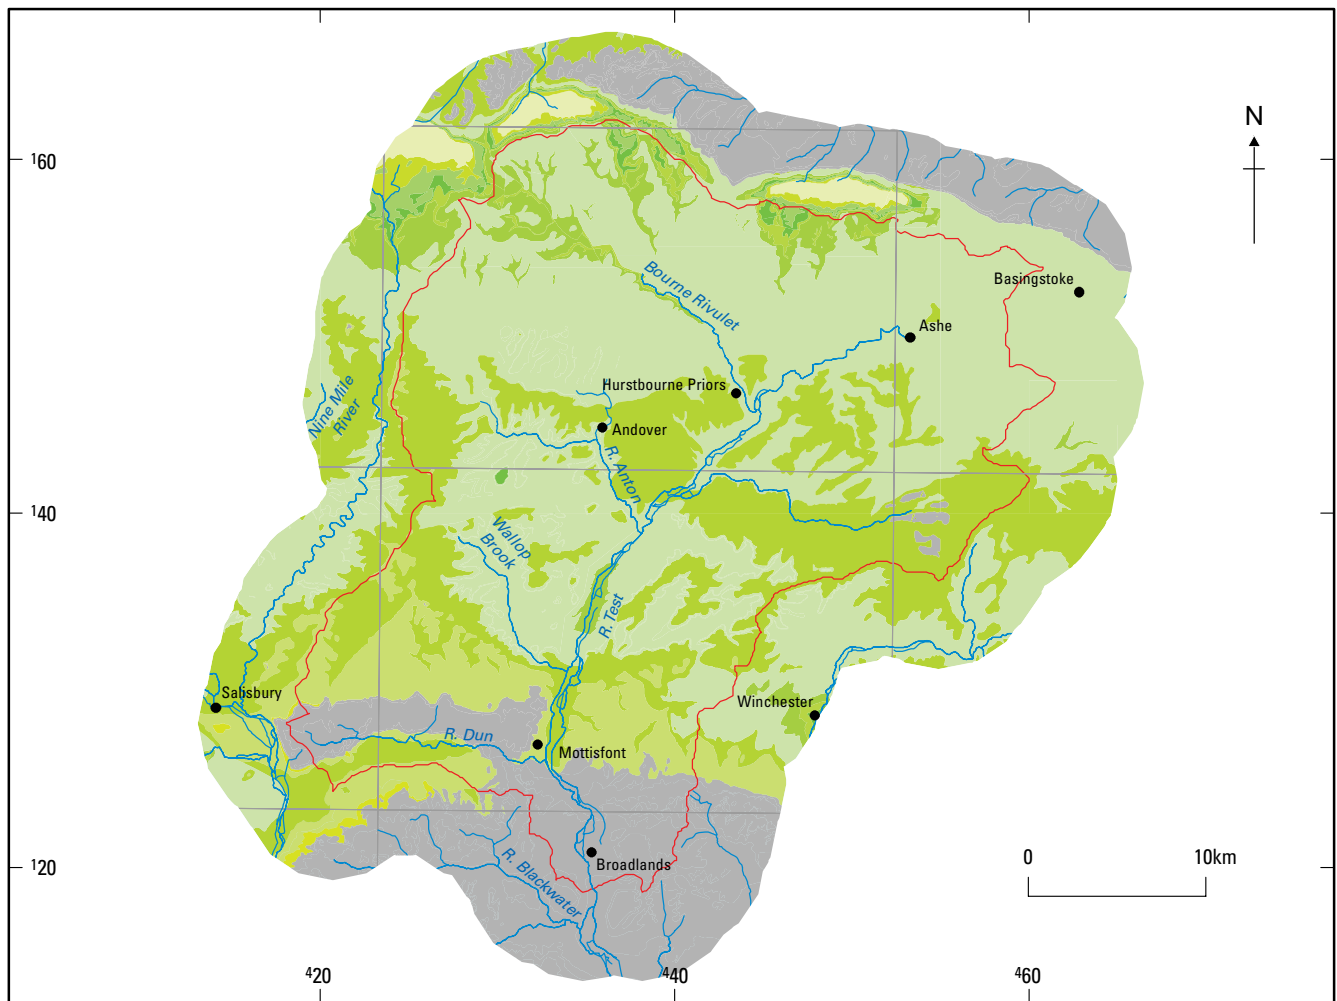 N
160
Basingstoke
Bourne Rivulet
Ashe
Hurstbourne Priors
Nine Mile
River
Andover
R. Anton
140
Wallop
Brook
R. Test
Salisbury
Winchester
R. Dun
Mottisfont
0 10km
120
Broadlands
R. Blackwater
⁴20 ⁴40 ⁴60